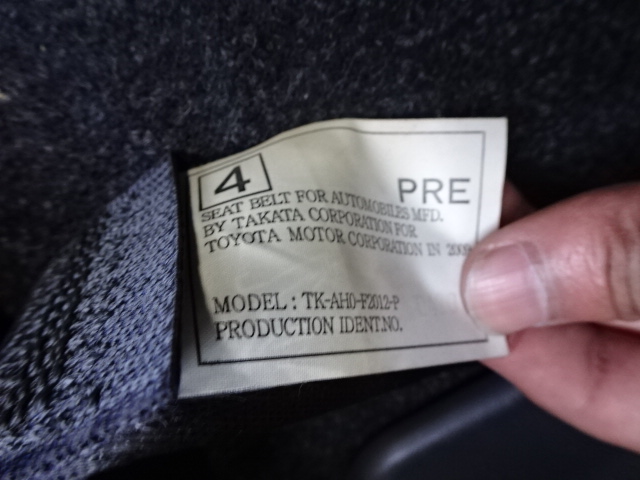 4
PRE
SEAT BELT FOR AUTOMOBILES MFD.
BY TAKATA CORPORATION FOR
TOYOTA MOTOR CORPORATION IN
MODEL : TK-AH0-F2012-P
PRODUCTION IDENT.NO.